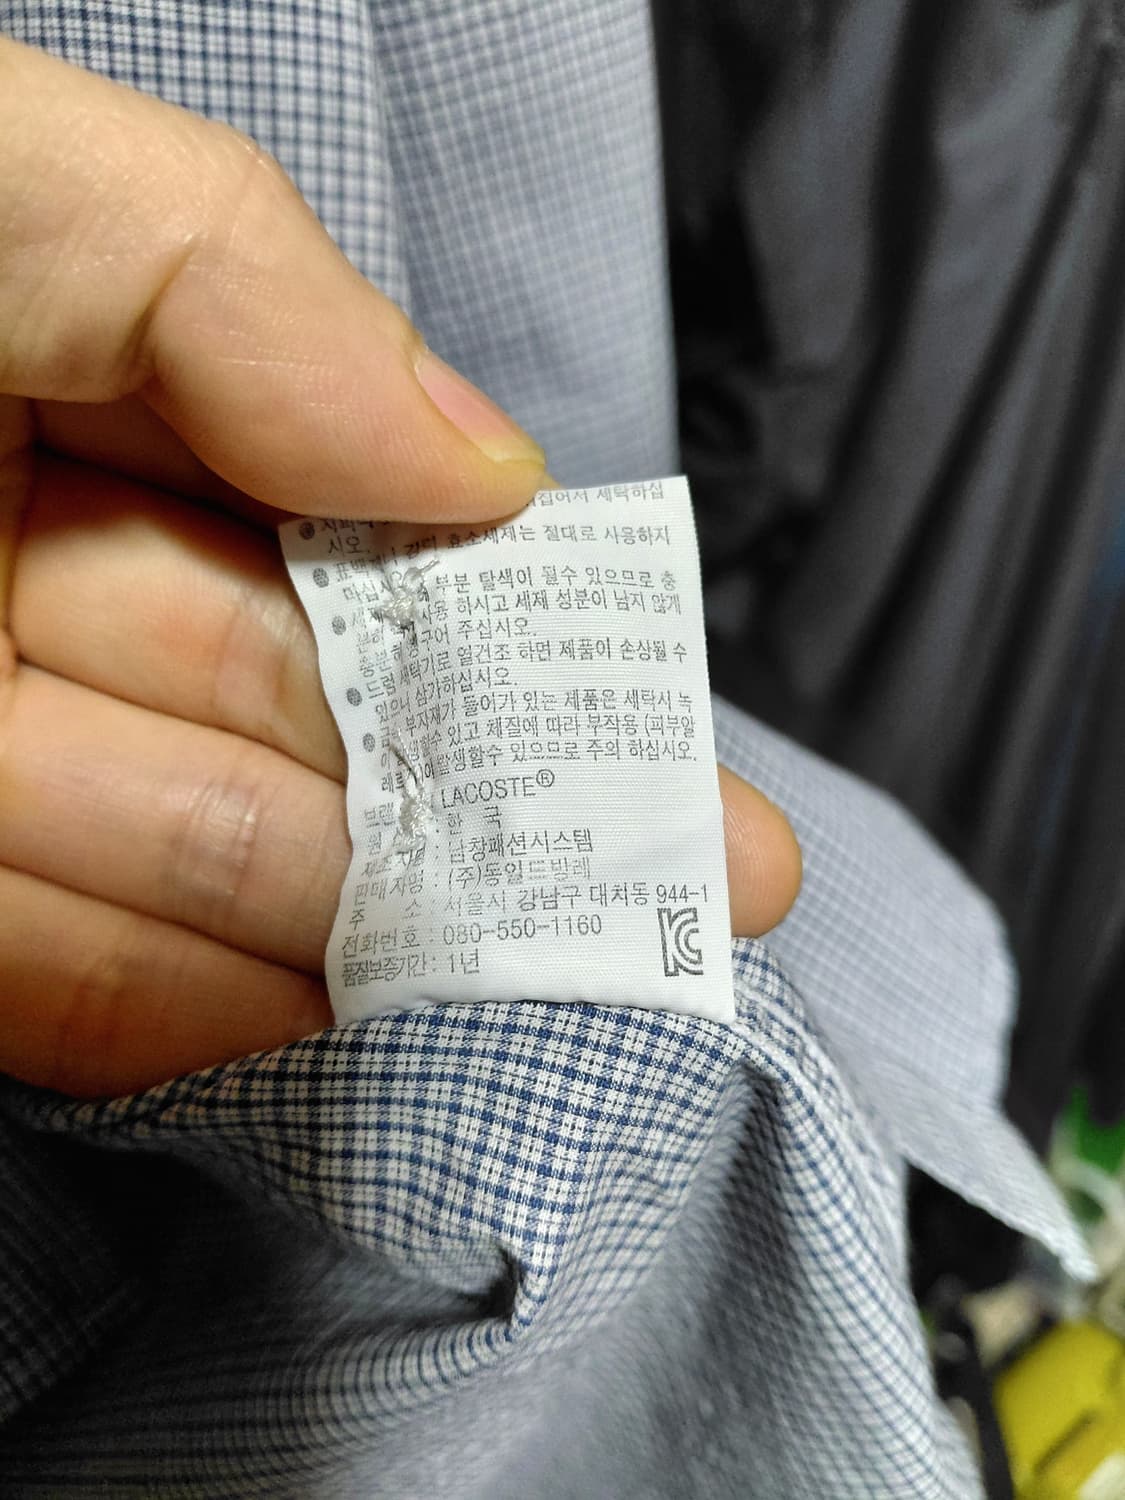 집어서 세탁하십
시오.
효소세제는 절대로 사용하지
부분 탈색이 될수 있으므로 충
사용 하시고 세제 성분이 남지 않게
주십시오.
열건조 하면 제품이 손상될 수
있으니 삼가하십시오.
부자재가 들어가 있는 제품은 세탁시 녹
있고 체질에 따라 부작용 (피부알
발생할수 있으므로 주의 하십시오.
LACOSTE®
: 한 국
: 남창패션시스템
판매자명 : (주)동일드방레
주 소 : 서울시 강남구 대치동 944-1
전화번호 : 080-550-1160
품질보증기간 : 1년